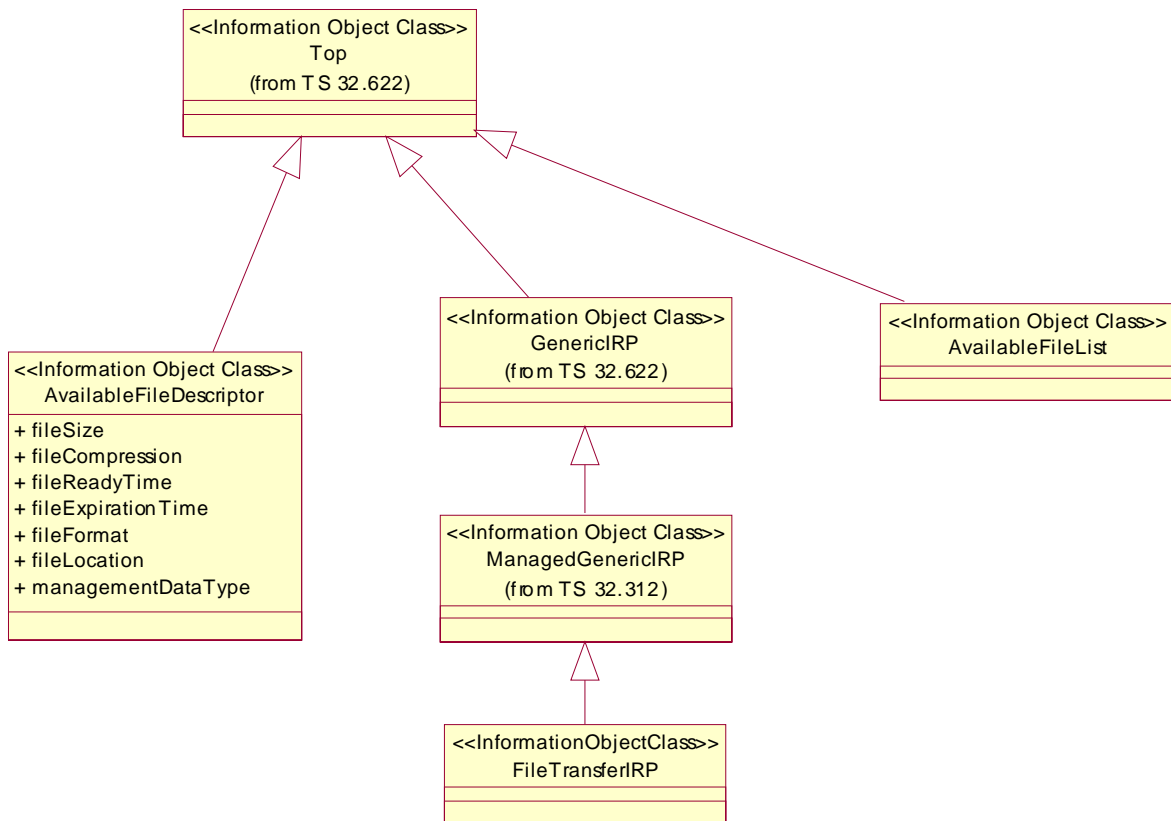 <<Information Object Class>>
Top
(from TS 32.622)
<<Information Object Class>>
GenericIRP
(from TS 32.622)
<<Information Object Class>>
AvailableFileList
<<Information Object Class>>
AvailableFileDescriptor
+ fileSize
+ fileCompression
+ fileReadyTime
+ fileExpirationTime
+ fileFormat
+ fileLocation
+ managementDataType
<<Information Object Class>>
ManagedGenericIRP
(from TS 32.312)
<<InformationObjectClass>>
FileTransferIRP